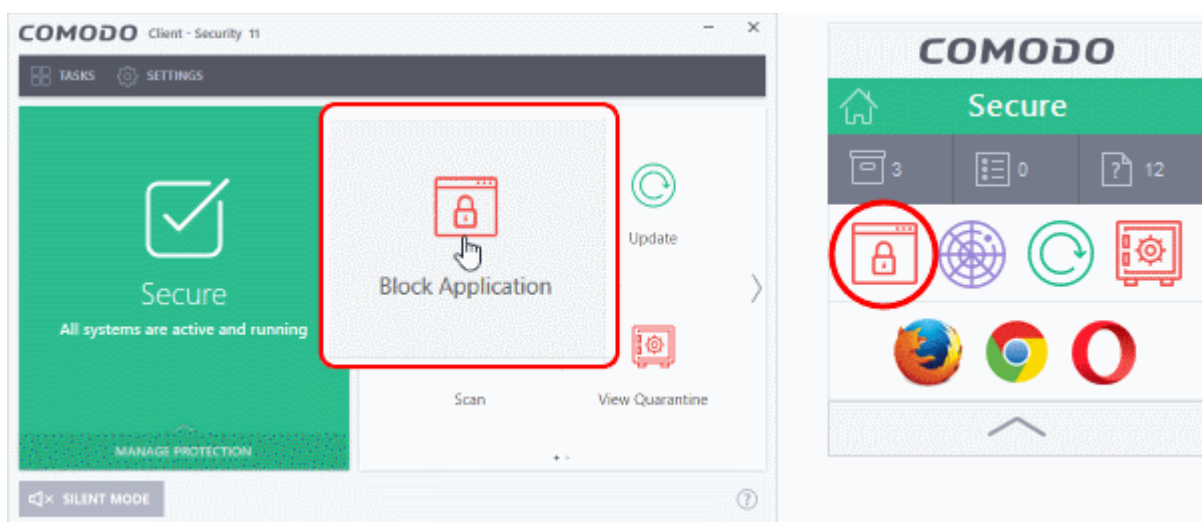 COMODO Client - Security 11
TASKS SETTINGS
Secure
All systems are active and running
MANAGE PROTECTION
Block Application
Update
Scan
View Quarantine
SILENT MODE
?
COMODO
Secure
3 0 ? 12